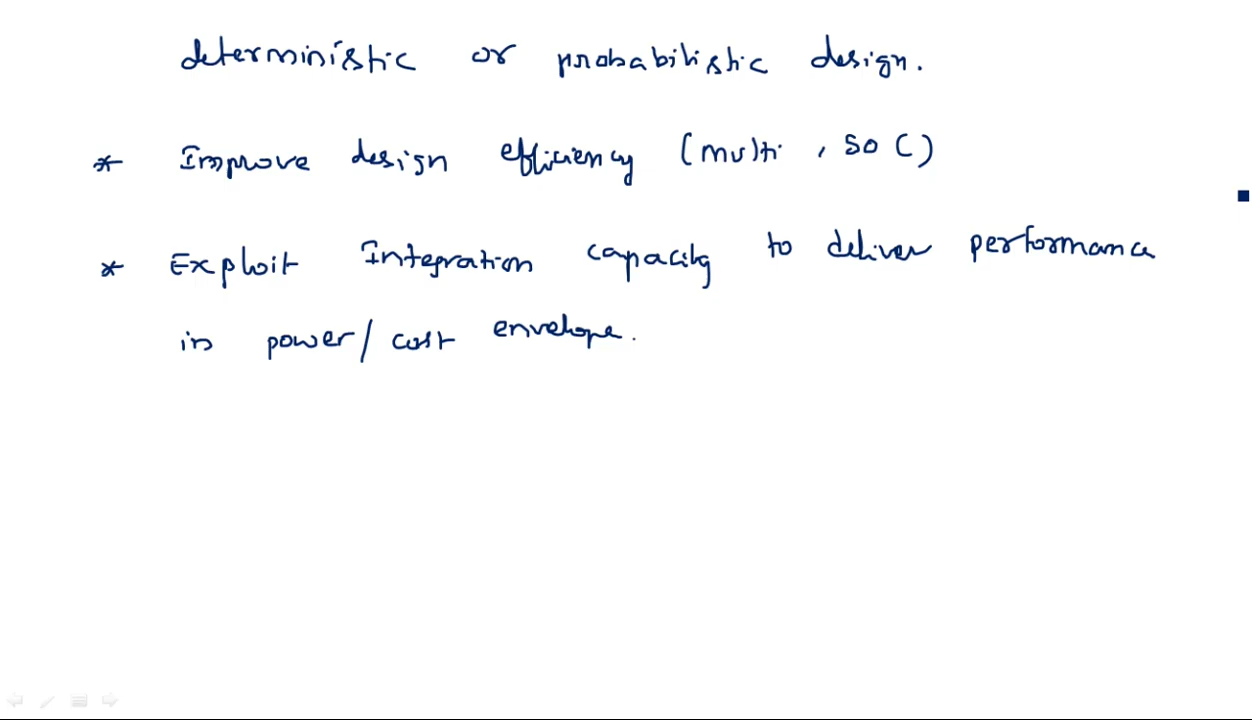 deterministic or probabilistic design.
* Improve design efficiency (multi , SoC)
* Exploit Integration capacity to deliver performance
in power/cost envelope.